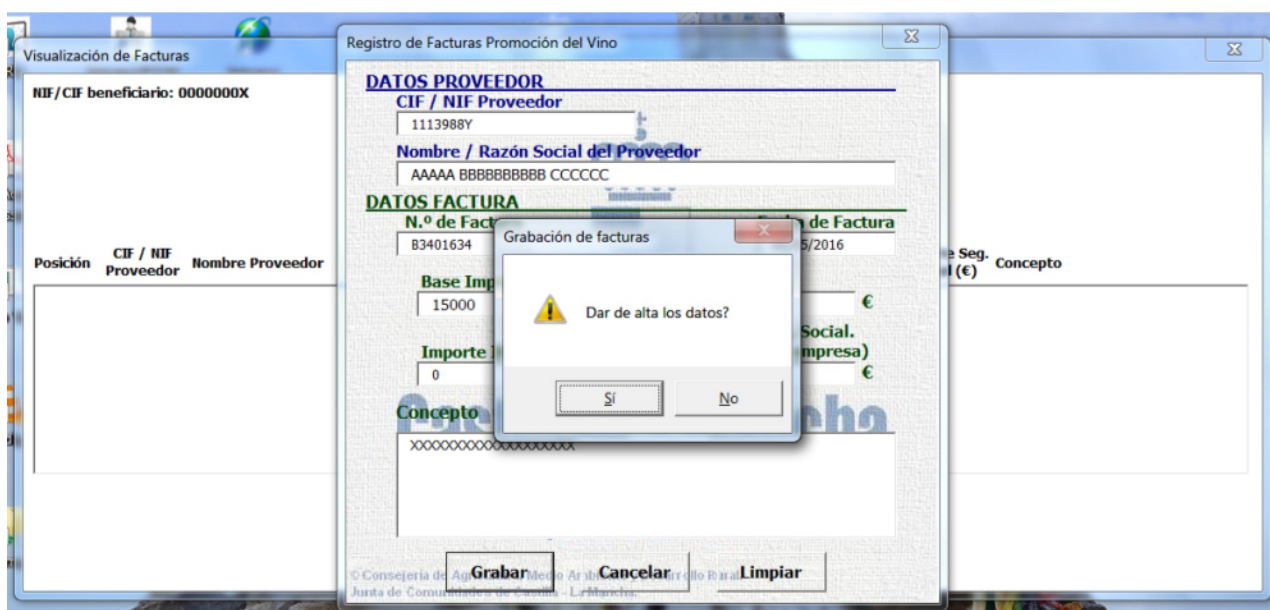 Visualización de Facturas
NIF/CIF beneficiario: 0000000X
Posición
CIF / NIF
Proveedor
Nombre Proveedor
Seg.
(€)
Concepto
Registro de Facturas Promoción del Vino
DATOS PROVEEDOR
CIF / NIF Proveedor
1113988Y
Nombre / Razón Social del Proveedor
AAAAA BBBBBBBBBB CCCCCC
DATOS FACTURA
N.º de Fact
de Factura
B3401634
5/2016
Base Imp
15000
€
Social.
Importe
mpresa)
0
€
Concepto
XXXXXXXXXXXXXXXXXXXX
Grabar
Cancelar
Limpiar
© Consejería de
Junta de
Castilla - La Mancha.
Grabación de facturas
Dar de alta los datos?
Sí
No